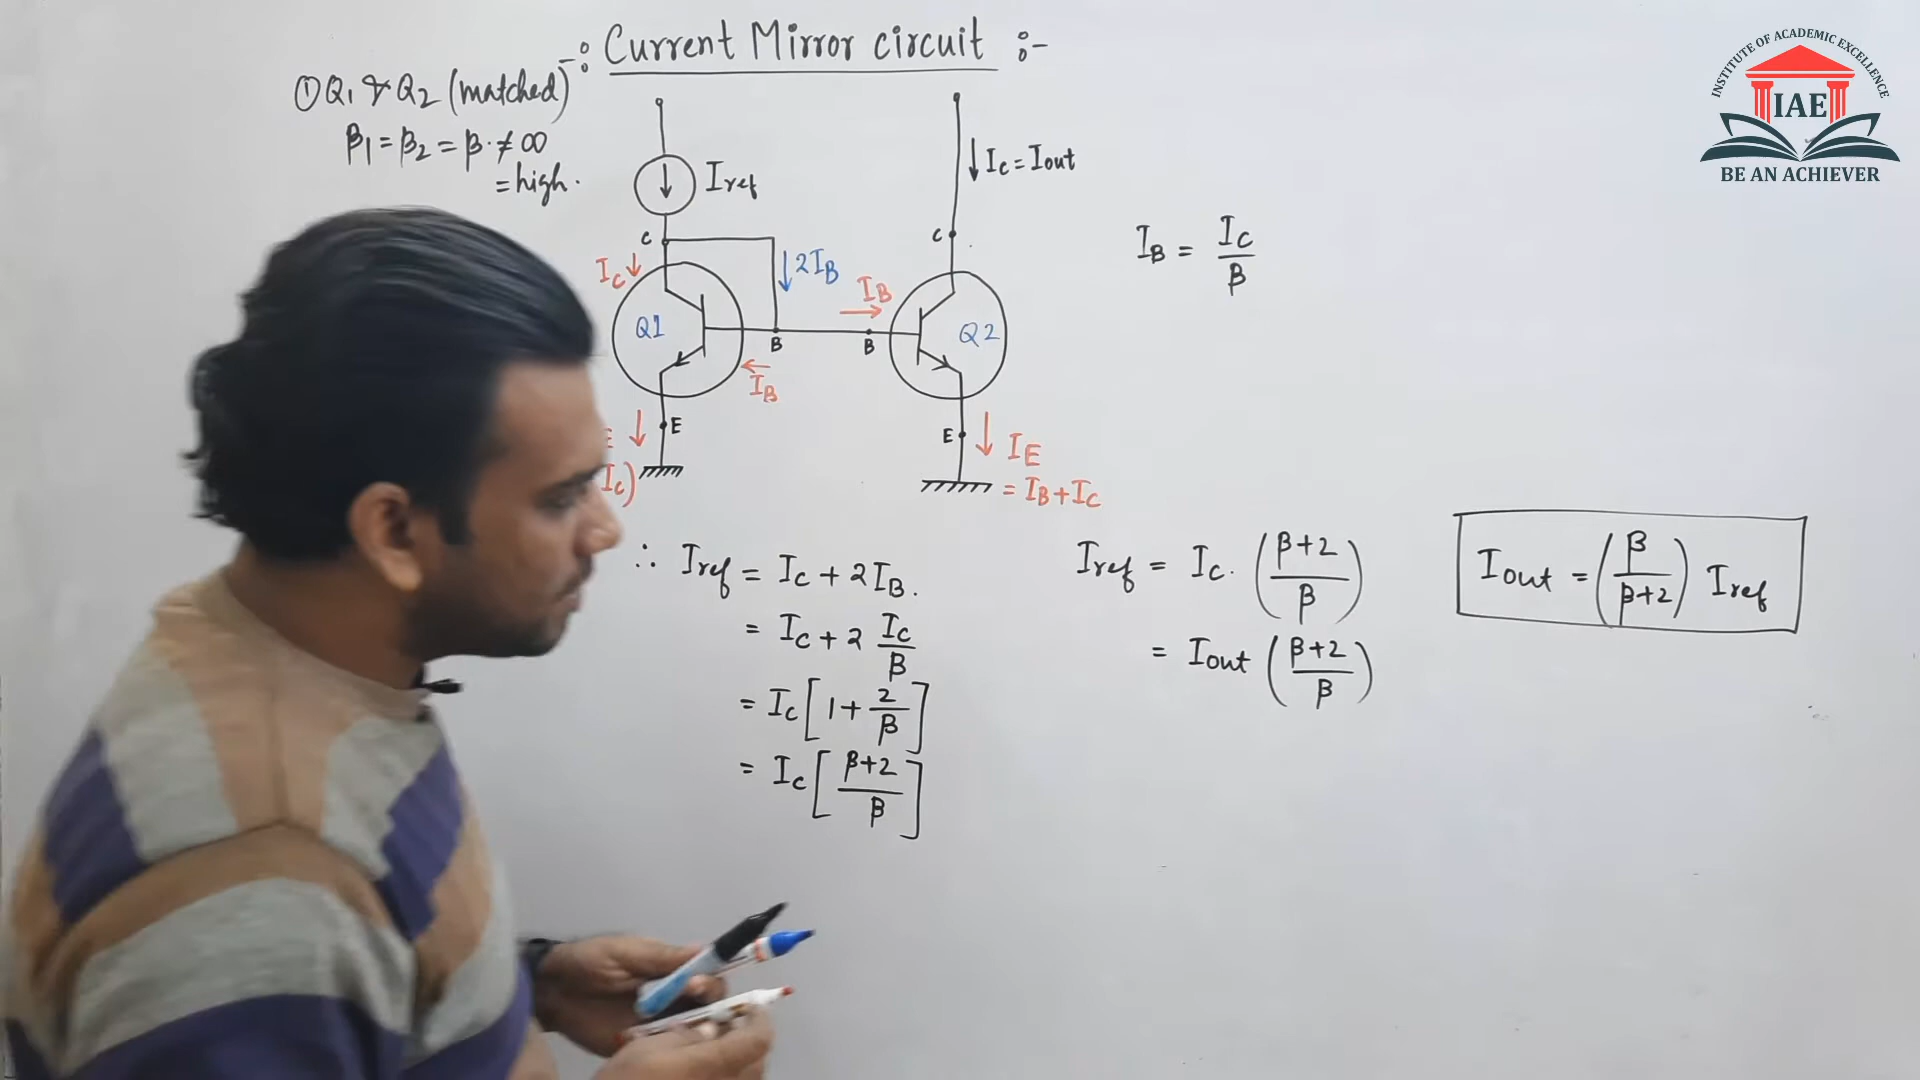 -: Current Mirror circuit :-
① Q1 & Q2 (matched)
β1 = β2 = β. ≠ ∞
= high.
Iref
Ic = Iout
C
C
Ic
2IB
IB
Q1
Q2
B
B
IB
E
E
Ic)
IE
= IB + IC
IB = Ic/β
∴ Iref = Ic + 2IB.
= Ic + 2 Ic/β
= Ic [1 + 2/β]
= Ic [(β+2)/β]
Iref = Ic. ((β+2)/β)
= Iout ((β+2)/β)
Iout = (β/(β+2)) Iref
INSTITUTE OF ACADEMIC EXCELLENCE
IAE
BE AN ACHIEVER